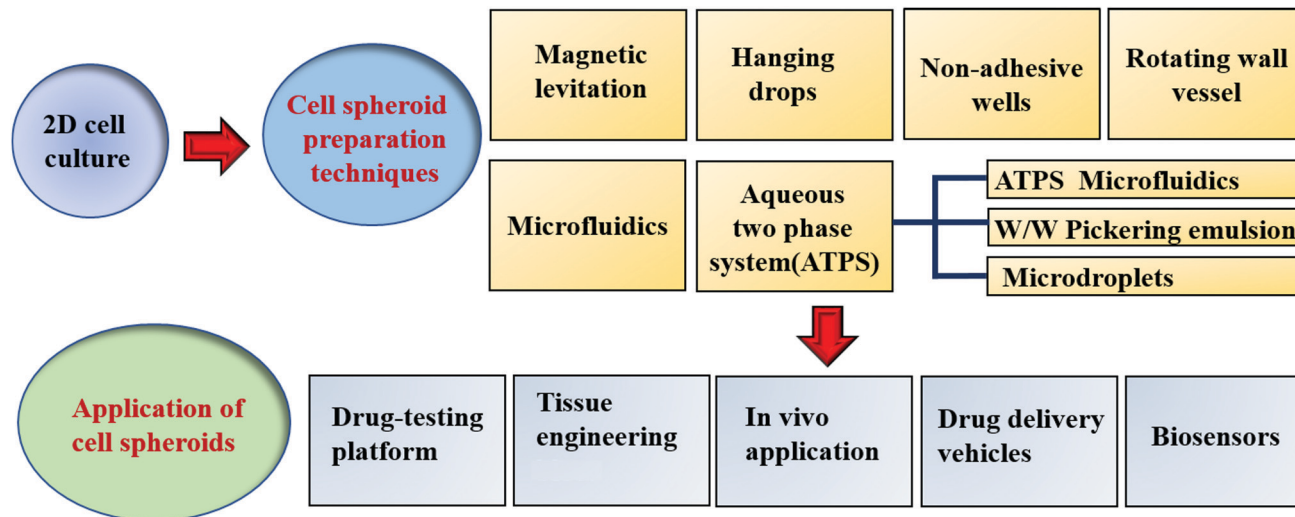 2D cell
culture
Cell spheroid
preparation
techniques
Magnetic
levitation
Hanging
drops
Non-adhesive
wells
Rotating wall
vessel
Microfluidics
Aqueous
two phase
system(ATPS)
ATPS Microfluidics
W/W Pickering emulsion
Microdroplets
Application of
cell spheroids
Drug-testing
platform
Tissue
engineering
In vivo
application
Drug delivery
vehicles
Biosensors